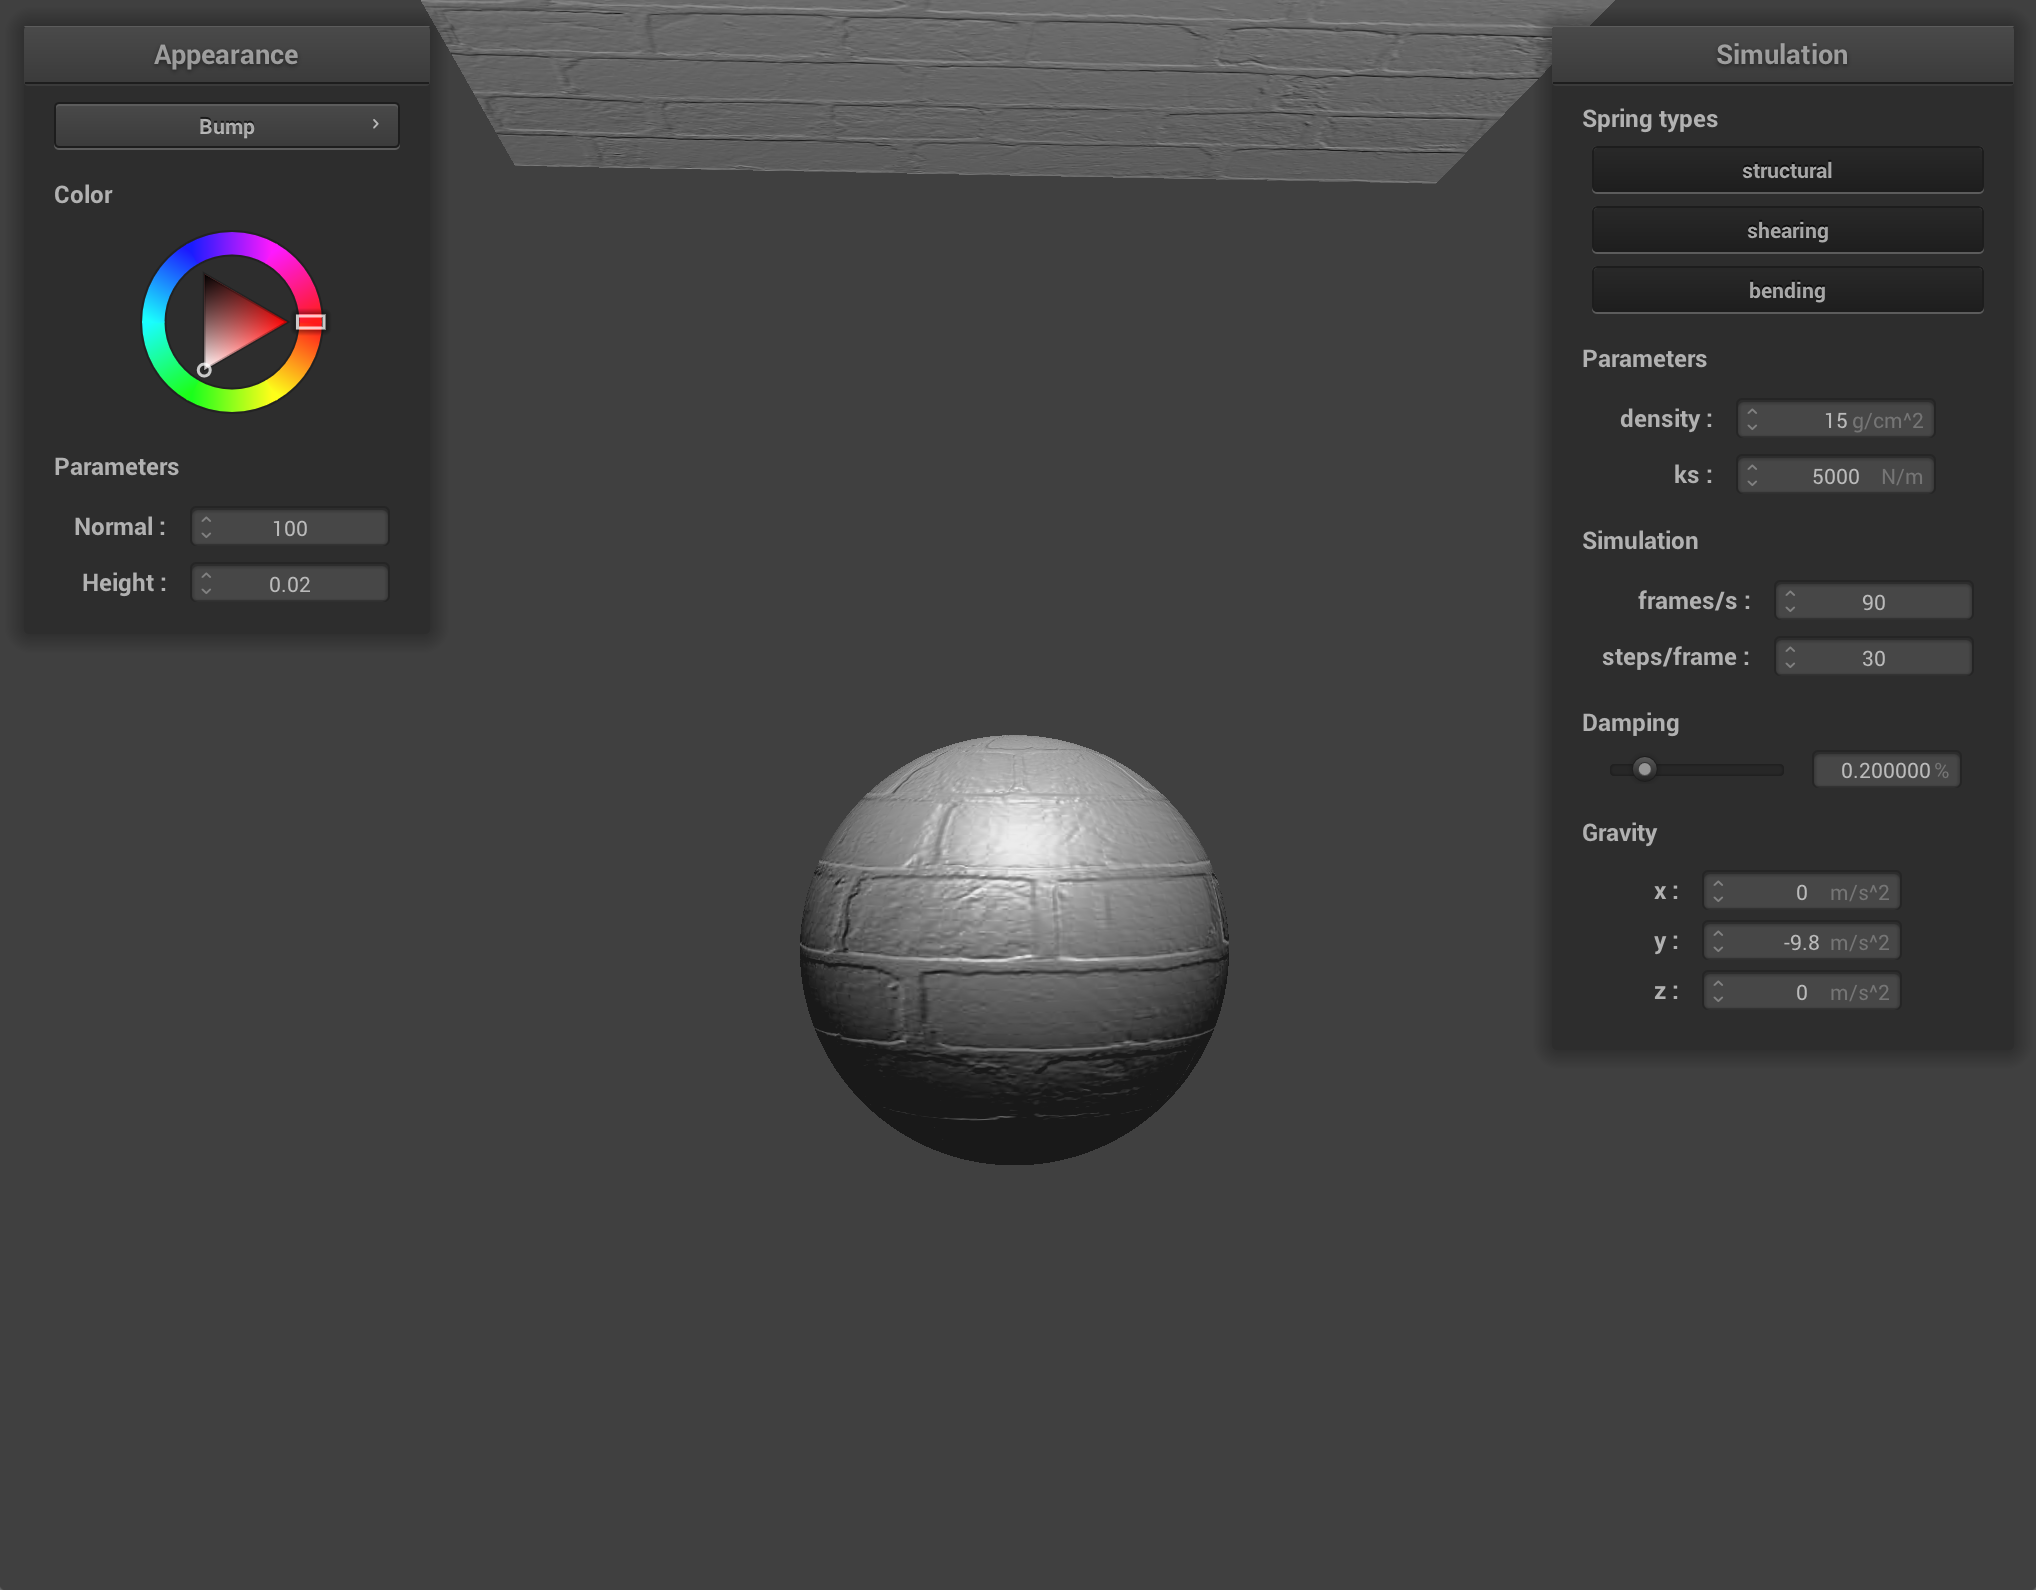 Appearance
Bump
Color
Parameters
Normal : 100
Height : 0.02
Simulation
Spring types
structural
shearing
bending
Parameters
density : 15 g/cm^2
ks : 5000 N/m
Simulation
frames/s : 90
steps/frame : 30
Damping
0.200000 %
Gravity
x : 0 m/s^2
y : -9.8 m/s^2
z : 0 m/s^2